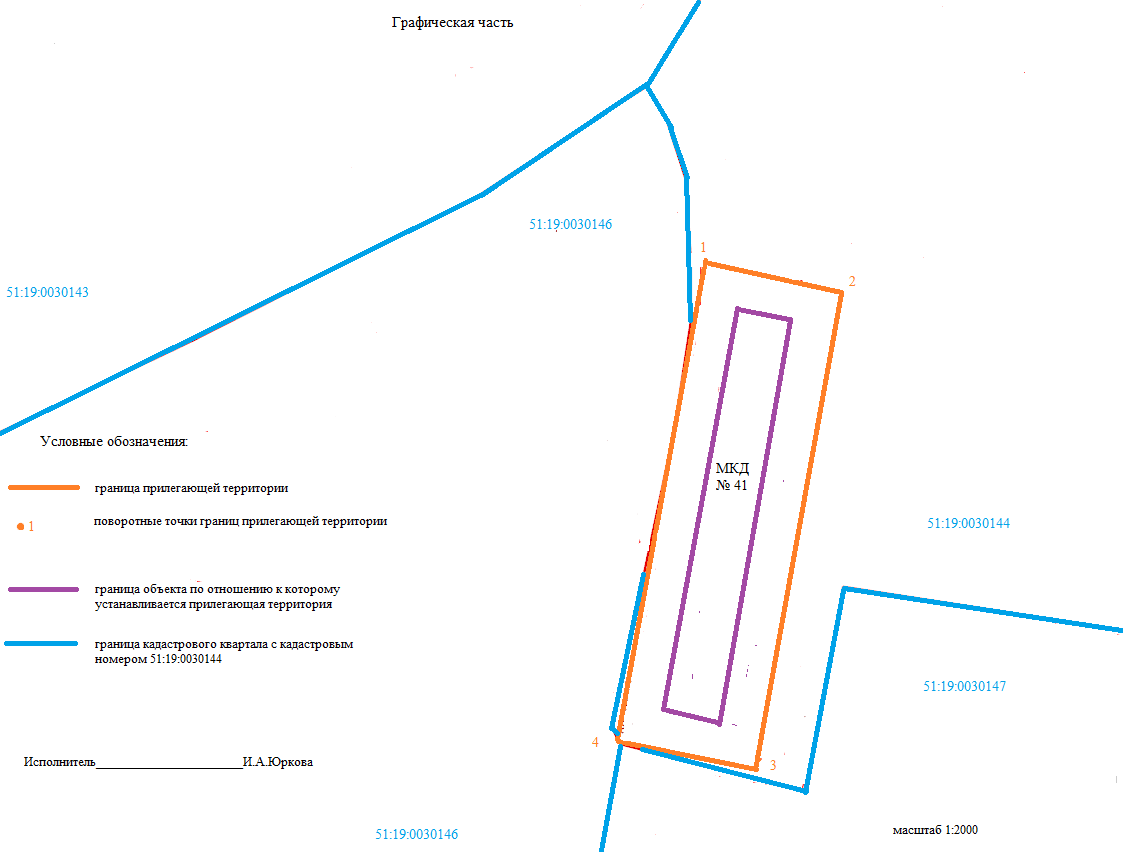 Графическая часть
51:19:0030146
1
2
51:19:0030143
Условные обозначения:
МКД
№ 41
граница прилегающей территории
1
поворотные точки границ прилегающей территории
51:19:0030144
граница объекта по отношению к которому
устанавливается прилегающая территория
граница кадастрового квартала с кадастровым
номером 51:19:0030144
51:19:0030147
4
3
Исполнитель_______________________И.А.Юркова
51:19:0030146
масштаб 1:2000